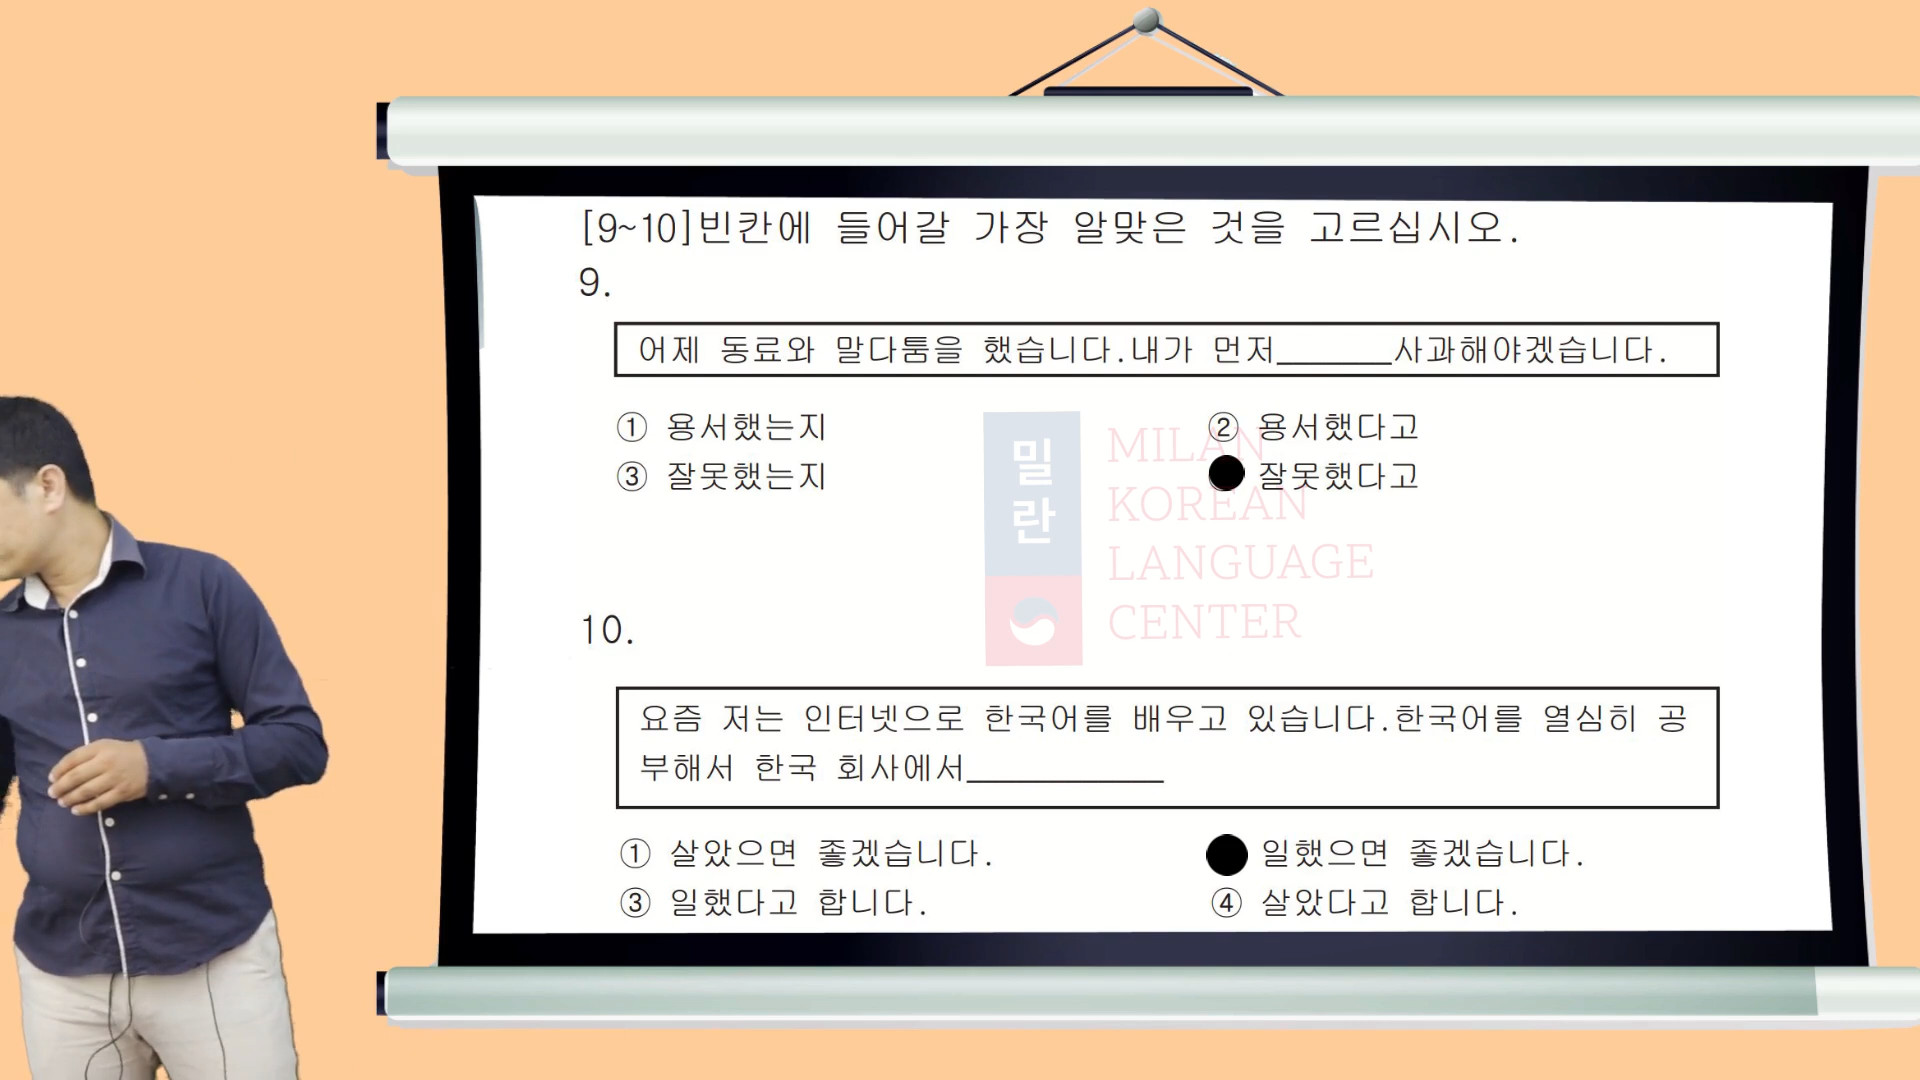 [9~10]빈칸에 들어갈 가장 알맞은 것을 고르십시오.
9.
어제 동료와 말다툼을 했습니다.내가 먼저_______사과해야겠습니다.
① 용서했는지
② 용서했다고
③ 잘못했는지
잘못했다고
밀란
MILAN
KOREAN
LANGUAGE
CENTER
10.
요즘 저는 인터넷으로 한국어를 배우고 있습니다.한국어를 열심히 공
부해서 한국 회사에서____________
① 살았으면 좋겠습니다.
일했으면 좋겠습니다.
③ 일했다고 합니다.
④ 살았다고 합니다.